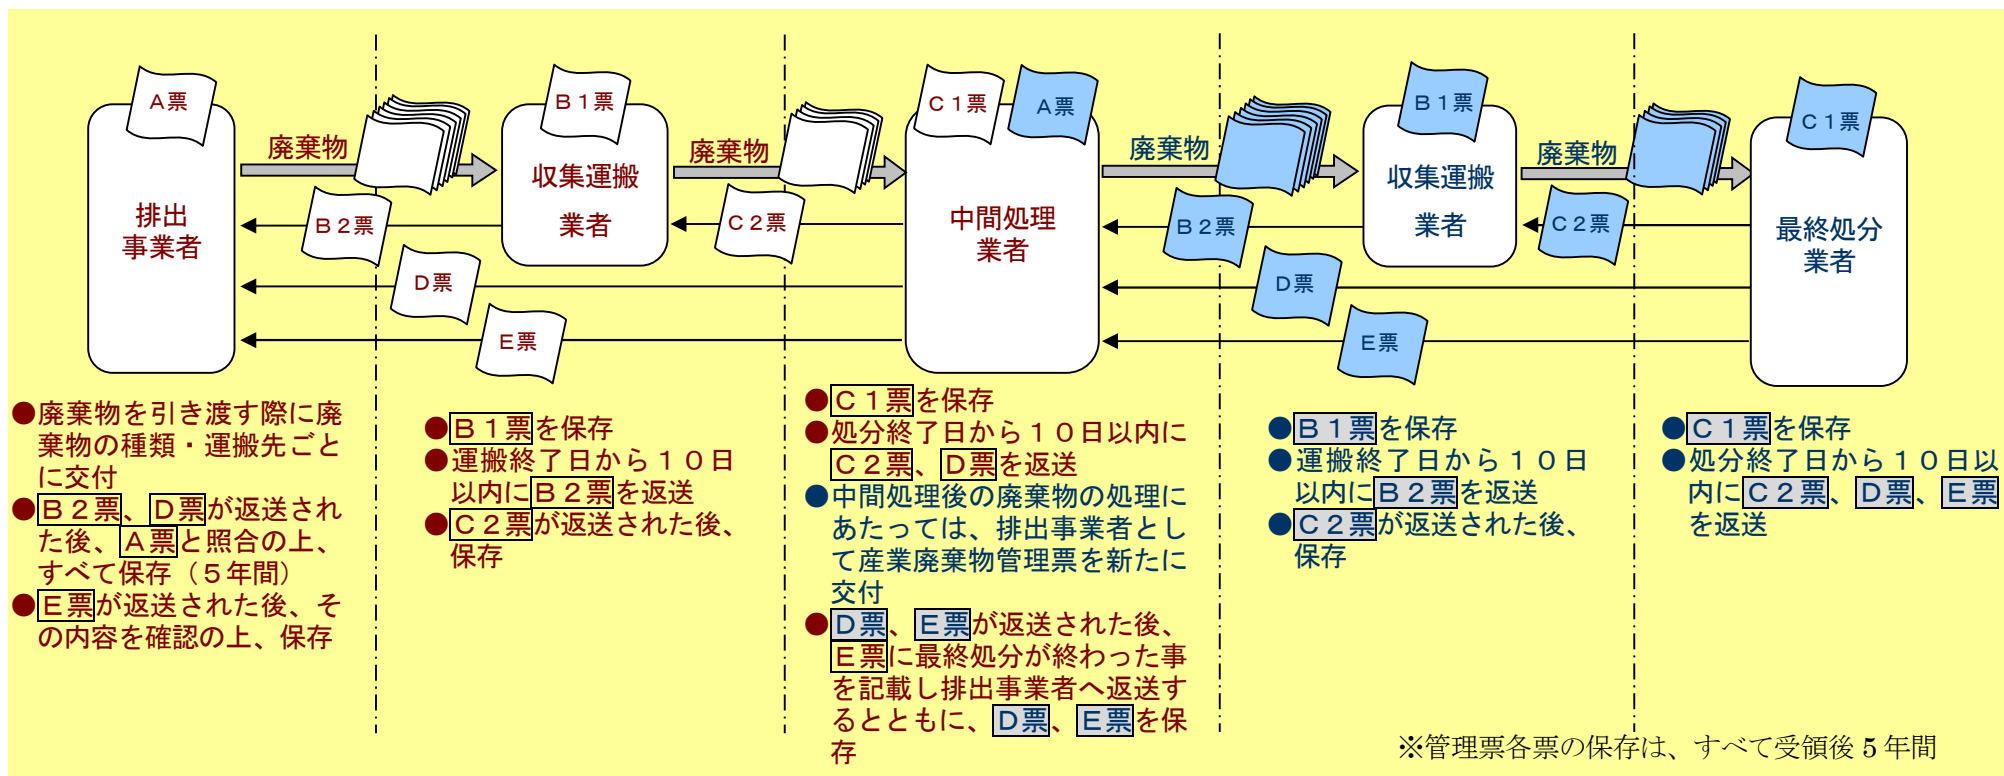 A票
排出
事業者
廃棄物
B2票
D票
E票
B1票
収集運搬
業者
廃棄物
C2票
C1票
A票
中間処理
業者
廃棄物
B2票
D票
E票
B1票
収集運搬
業者
廃棄物
C2票
C1票
最終処分
業者
●廃棄物を引き渡す際に廃
棄物の種類・運搬先ごと
に交付
●B2票、D票が返送され
た後、A票と照合の上、
すべて保存(5年間)
●E票が返送された後、そ
の内容を確認の上、保存
●B1票を保存
●運搬終了日から10日
以内にB2票を返送
●C2票が返送された後、
保存
●C1票を保存
●処分終了日から10日以内に
C2票、D票を返送
●中間処理後の廃棄物の処理に
あたっては、排出事業者とし
て産業廃棄物管理票を新たに
交付
●D票、E票が返送された後、
E票に最終処分が終わった事
を記載し排出事業者へ返送す
るとともに、D票、E票を保
存
●B1票を保存
●運搬終了日から10日
以内にB2票を返送
●C2票が返送された後、
保存
●C1票を保存
●処分終了日から10日以
内にC2票、D票、E票
を返送
※管理票各票の保存は、すべて受領後5年間